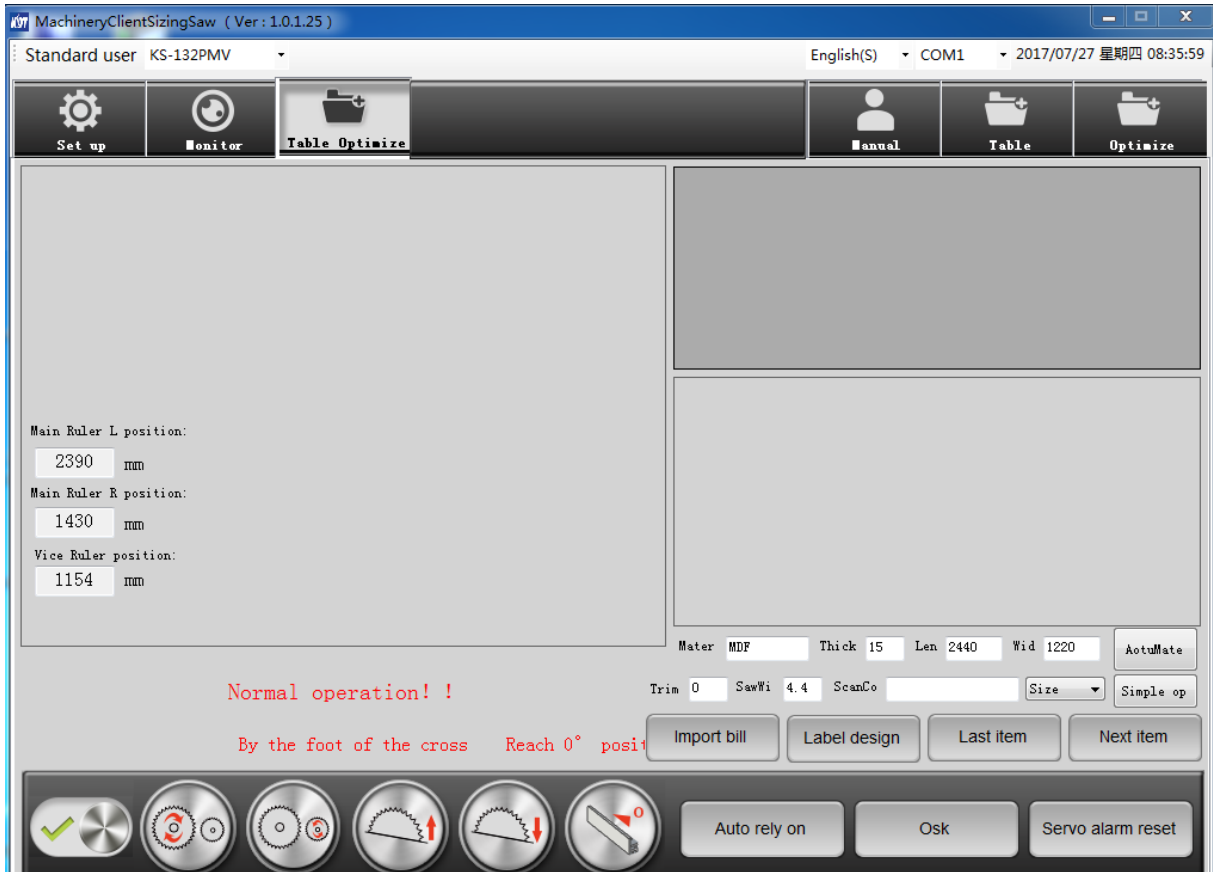 KDT MachineryClientSizingSaw ( Ver : 1.0.1.25 )
Standard user KS-132PMV English(S) COM1 2017/07/27 星期四 08:35:59
Set up Monitor Table Optimize Manual Table Optimize
Main Ruler L position:
2390 mm
Main Ruler R position:
1430 mm
Vice Ruler position:
1154 mm
Mater MDF Thick 15 Len 2440 Wid 1220 AotuMate
Trim 0 SawWi 4.4 ScanCo Size Simple op
Normal operation! !
By the foot of the cross Reach 0° posit
Import bill Label design Last item Next item
Auto rely on Osk Servo alarm reset